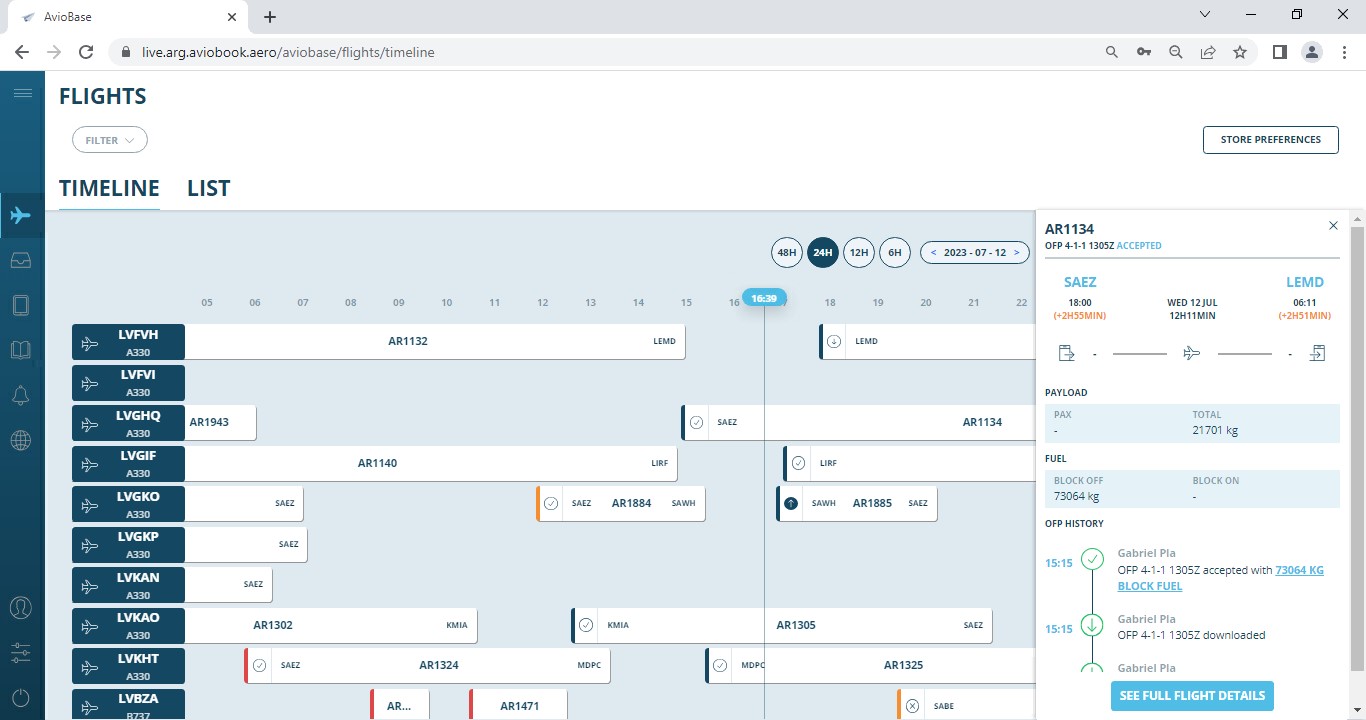 AvioBase
live.arg.aviobook.aero/aviobase/flights/timeline
FLIGHTS
FILTER
STORE PREFERENCES
TIMELINE LIST
48H 24H 12H 6H < 2023 - 07 - 12 >
05 06 07 08 09 10 11 12 13 14 15 16 16:39 18 19 20 21 22
LVFVH
A330
AR1132 LEMD LEMD
LVFVI
A330
LVGHQ
A330
AR1943 SAEZ AR1134
LVGIF
A330
AR1140 LIRF LIRF
LVGKO
A330
SAEZ SAEZ AR1884 SAWH SAWH AR1885 SAEZ
LVGKP
A330
SAEZ
LVKAN
A330
SAEZ
LVKAO
A330
AR1302 KMIA KMIA AR1305 SAEZ
LVKHT
A330
SAEZ AR1324 MDPC MDPC AR1325
LVBZA
B737
AR... AR1471 SABE
AR1134
OFP 4-1-1 1305Z ACCEPTED
SAEZ LEMD
18:00 WED 12 JUL 06:11
(+2H55MIN) 12H11MIN (+2H51MIN)
- -
PAYLOAD
PAX TOTAL
- 21701 kg
FUEL
BLOCK OFF BLOCK ON
73064 kg -
OFP HISTORY
Gabriel Pla
15:15 OFP 4-1-1 1305Z accepted with 73064 KG
BLOCK FUEL
Gabriel Pla
15:15 OFP 4-1-1 1305Z downloaded
Gabriel Pla
SEE FULL FLIGHT DETAILS